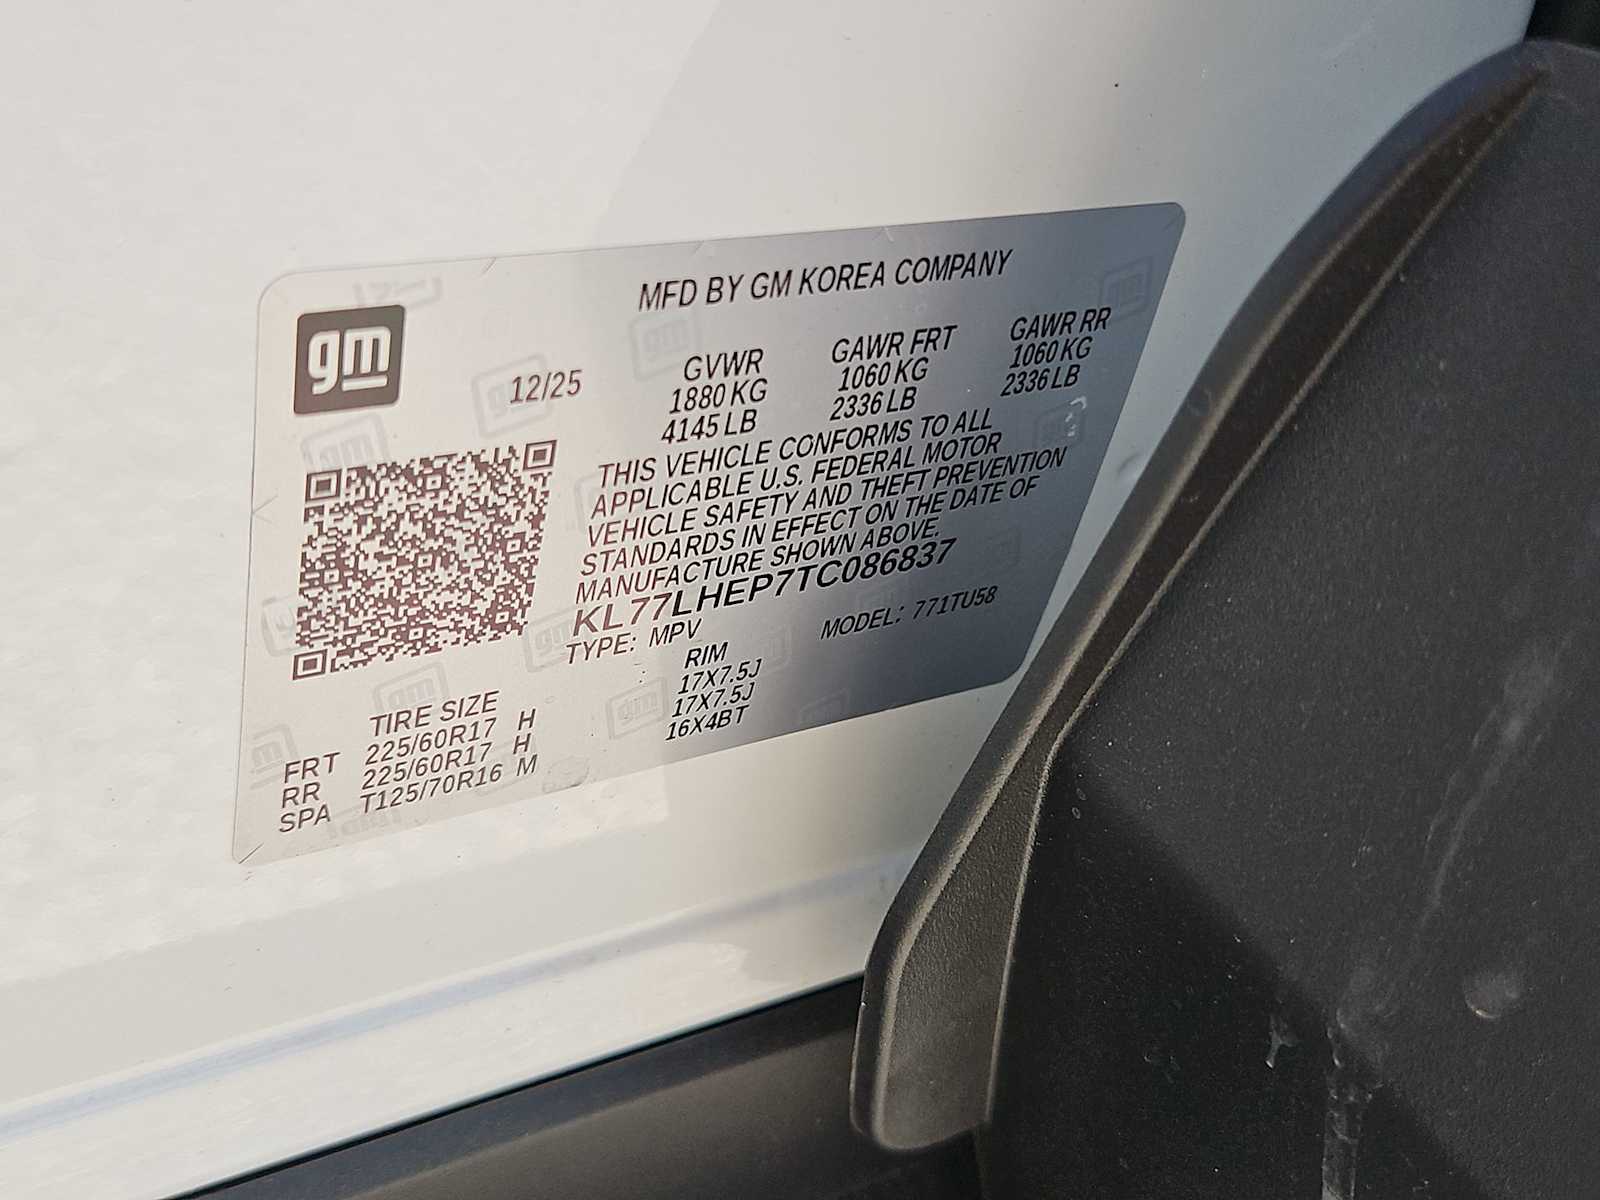 gm
MFD BY GM KOREA COMPANY
12/25
GVWR GAWR FRT GAWR RR
1880 KG 1060 KG 1060 KG
4145 LB 2336 LB 2336 LB
THIS VEHICLE CONFORMS TO ALL
APPLICABLE U.S. FEDERAL MOTOR
VEHICLE SAFETY AND THEFT PREVENTION
STANDARDS IN EFFECT ON THE DATE OF
MANUFACTURE SHOWN ABOVE.
KL77LHEP7TC086837
TYPE: MPV MODEL: 771TU58
TIRE SIZE RIM
FRT 225/60R17 H 17X7.5J
RR 225/60R17 H 17X7.5J
SPA T125/70R16 M 16X4BT